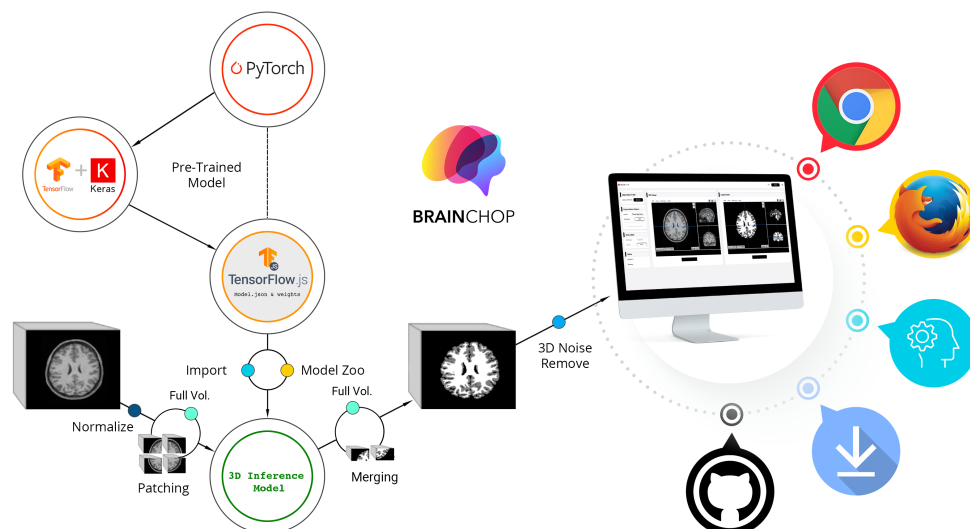 PyTorch
TensorFlow
+
K
Keras
Pre-Trained
Model
BRAINCHOP
JS
TensorFlow.js
model.json & weights
Import
Model Zoo
Full Vol.
Full Vol.
Normalize
Patching
3D Inference
Model
Merging
3D Noise
Remove